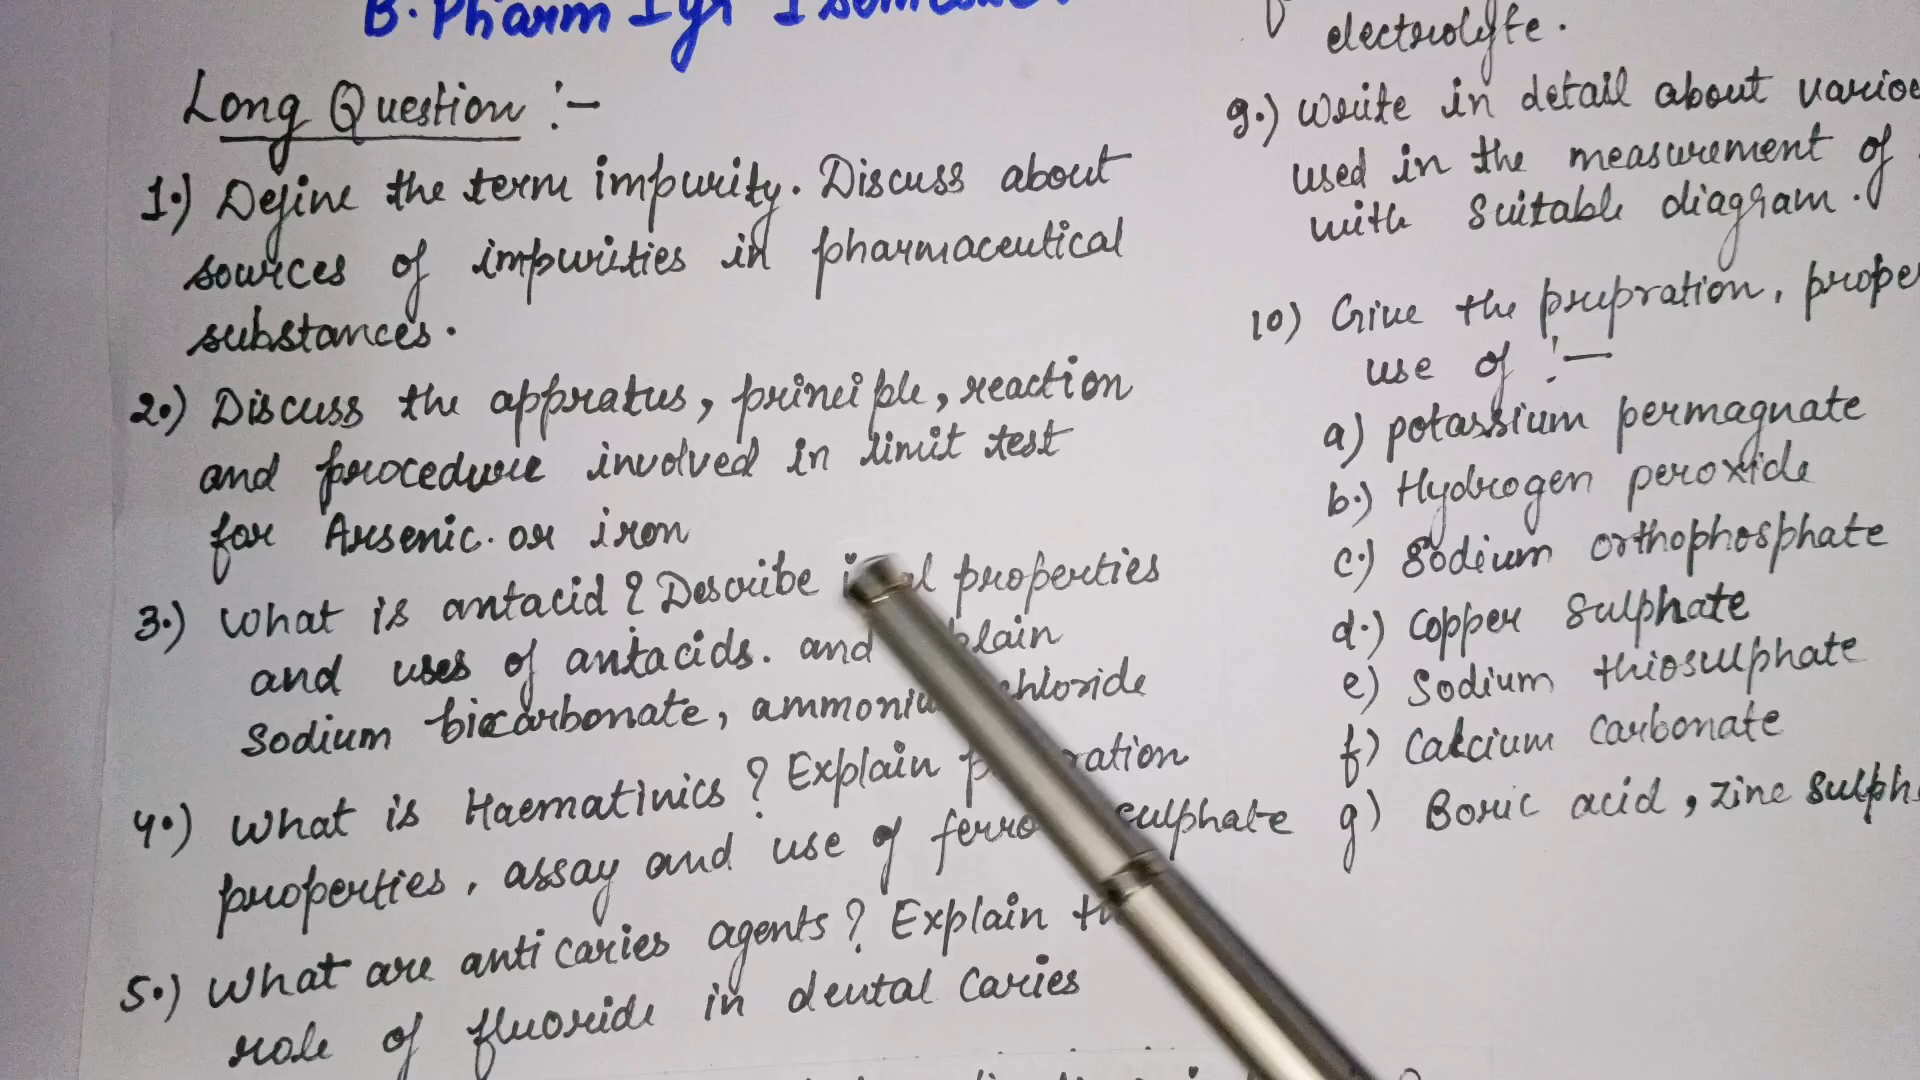 B. Pharm I yr I semester
Long Question :-
1.) Define the term impurity. Discuss about
sources of impurities in pharmaceutical
substances.
2.) Discuss the appratus, principle, reaction
and procedure involved in limit test
for Arsenic. or iron
3.) What is antacid ? Describe properties
and uses of antacids. and
Sodium bicarbonate, chloride
4.) What is Haematinics ? Explain
properties, assay and use of sulphate
5.) What are anti caries agents ? Explain
role of fluoride in dental Caries
electrolyte.
9.) Write in detail about
used in the measurement of
with suitable diagram.
10) Give the prepration,
use of :-
a) potassium permagnate
b.) Hydrogen peroxide
c.) Sodium orthophosphate
d.) Copper Sulphate
e) Sodium thiosulphate
f) Calcium Carbonate
g) Boric acid, zinc